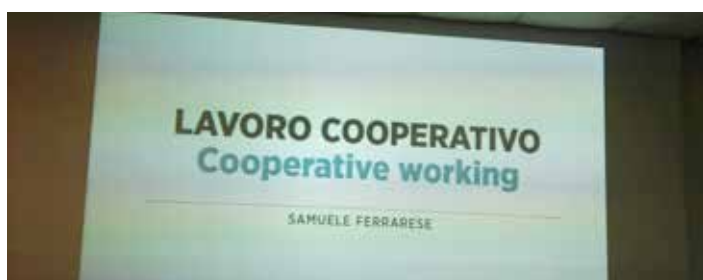 LAVORO COOPERATIVO
Cooperative working
SAMUELE FERRARESE